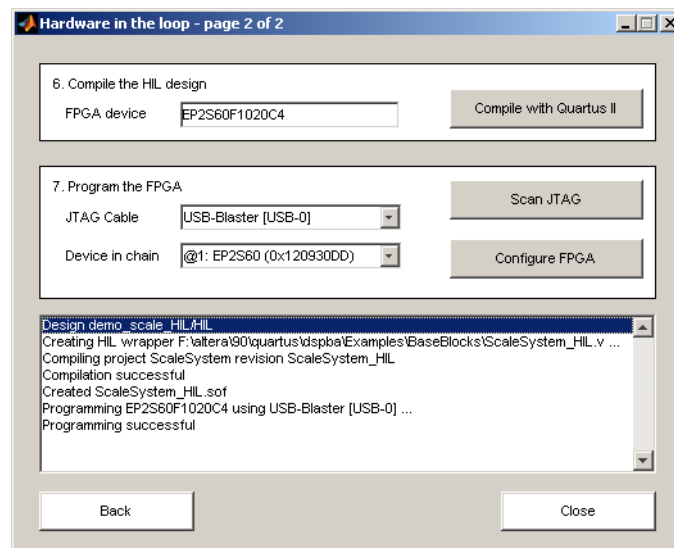 Hardware in the loop - page 2 of 2
6. Compile the HIL design
FPGA device
EP2S60F1020C4
Compile with Quartus II
7. Program the FPGA
Scan JTAG
JTAG Cable
USB-Blaster [USB-0]
Device in chain
@1: EP2S60 (0x120930DD)
Configure FPGA
Design demo_scale_HIL/HIL
Creating HIL wrapper F:\altera\90\quartus\dspba\Examples\BaseBlocks\ScaleSystem_HIL.v ...
Compiling project ScaleSystem revision ScaleSystem_HIL
Compilation successful
Created ScaleSystem_HIL.sof
Programming EP2S60F1020C4 using USB-Blaster [USB-0] ...
Programming successful
Back
Close